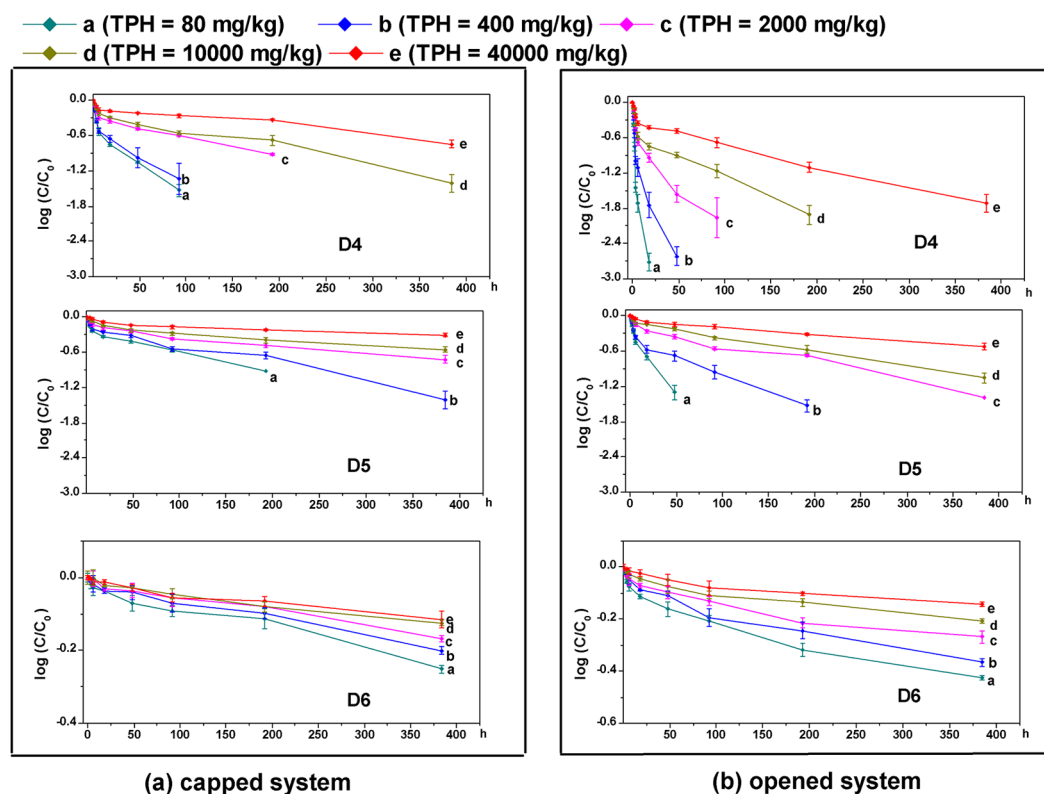 a (TPH = 80 mg/kg) b (TPH = 400 mg/kg) c (TPH = 2000 mg/kg)
d (TPH = 10000 mg/kg) e (TPH = 40000 mg/kg)
log (C/C0)
0.0
-0.6
-1.2
-1.8
-2.4
-3.0
e
d
c
b
a
D4
50 100 150 200 250 300 350 400 h
log (C/C0)
0.0
-0.6
-1.2
-1.8
-2.4
-3.0
e
d
c
a
b
D5
50 100 150 200 250 300 350 400 h
log (C/C0)
0.0
-0.2
-0.4
e
d
c
b
a
D6
0 50 100 150 200 250 300 350 400 h
(a) capped system
log (C/C0)
0.0
-0.6
-1.2
-1.8
-2.4
-3.0
e
d
c
b
a
D4
0 50 100 150 200 250 300 350 400 h
log (C/C0)
0.0
-0.6
-1.2
-1.8
-2.4
-3.0
e
d
c
b
a
D5
0 50 100 150 200 250 300 350 400 h
log (C/C0)
0.0
-0.2
-0.4
-0.6
e
d
c
b
a
D6
50 100 150 200 250 300 350 400 h
(b) opened system